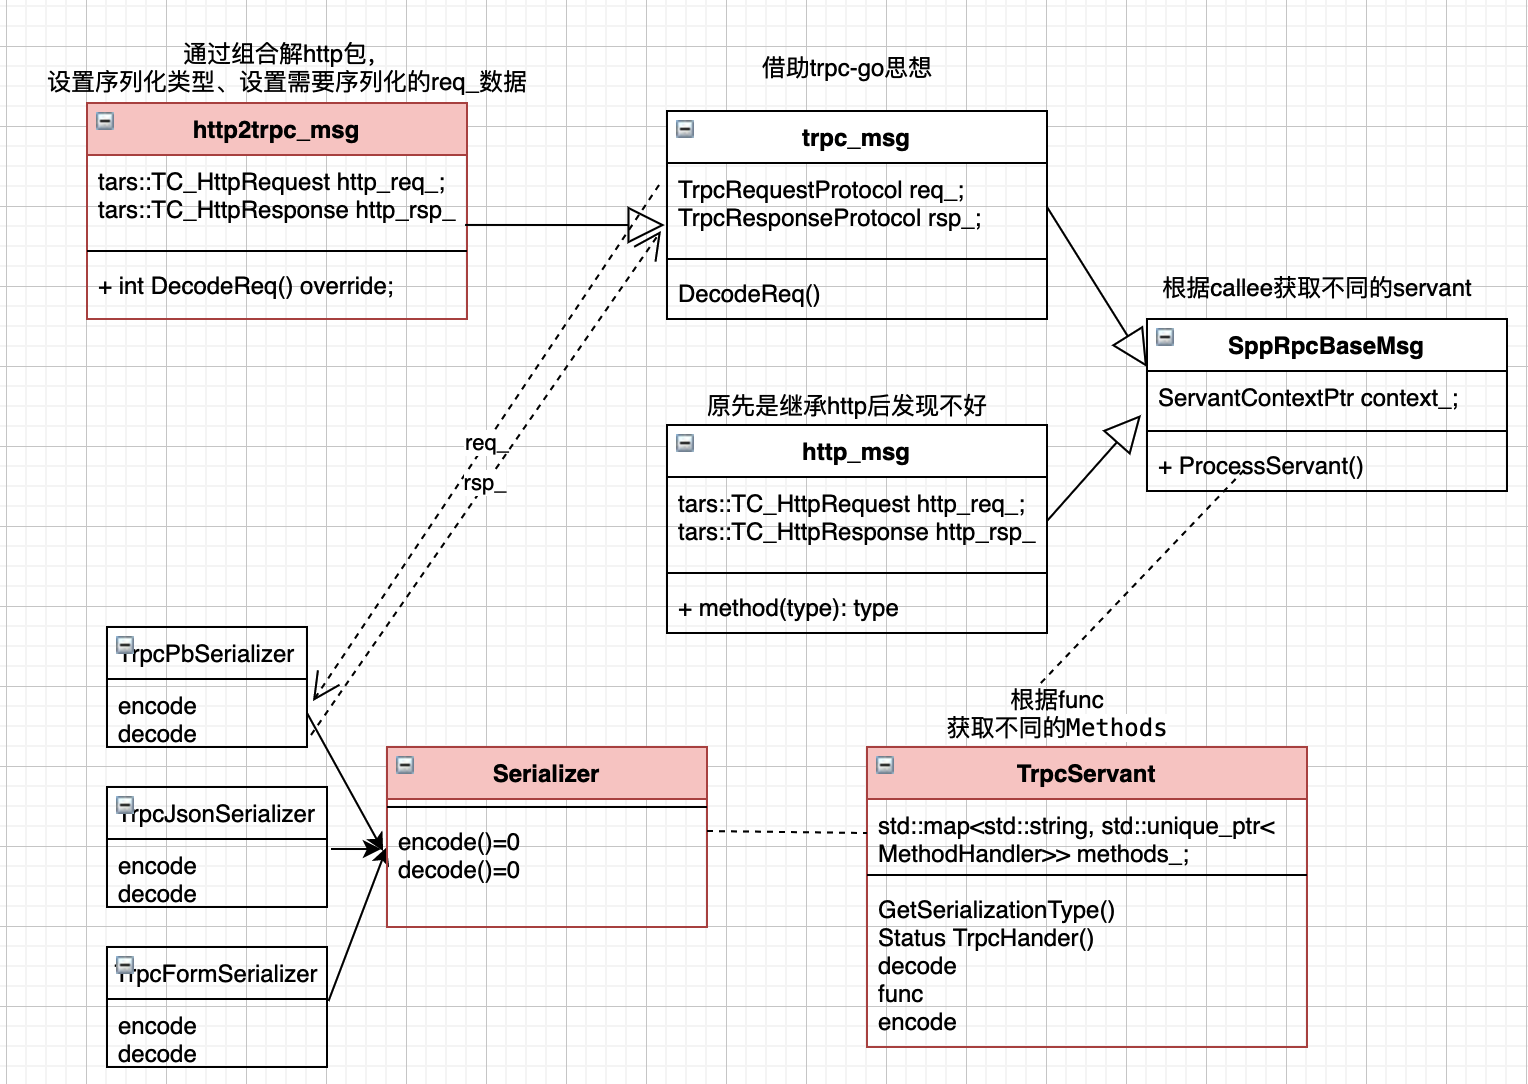 通过组合解http包,
设置序列化类型、设置需要序列化的req_数据
http2trpc_msg
tars::TC_HttpRequest http_req_;
tars::TC_HttpResponse http_rsp_
+ int DecodeReq() override;
借助trpc-go思想
trpc_msg
TrpcRequestProtocol req_;
TrpcResponseProtocol rsp_;
DecodeReq()
根据callee获取不同的servant
SppRpcBaseMsg
ServantContextPtr context_;
+ ProcessServant()
原先是继承http后发现不好
http_msg
tars::TC_HttpRequest http_req_;
tars::TC_HttpResponse http_rsp_
+ method(type): type
req_
rsp_
TrpcPbSerializer
encode
decode
TrpcJsonSerializer
encode
decode
TrpcFormSerializer
encode
decode
Serializer
encode()=0
decode()=0
根据func
获取不同的Methods
TrpcServant
std::map<std::string, std::unique_ptr<
MethodHandler>> methods_;
GetSerializationType()
Status TrpcHander()
decode
func
encode